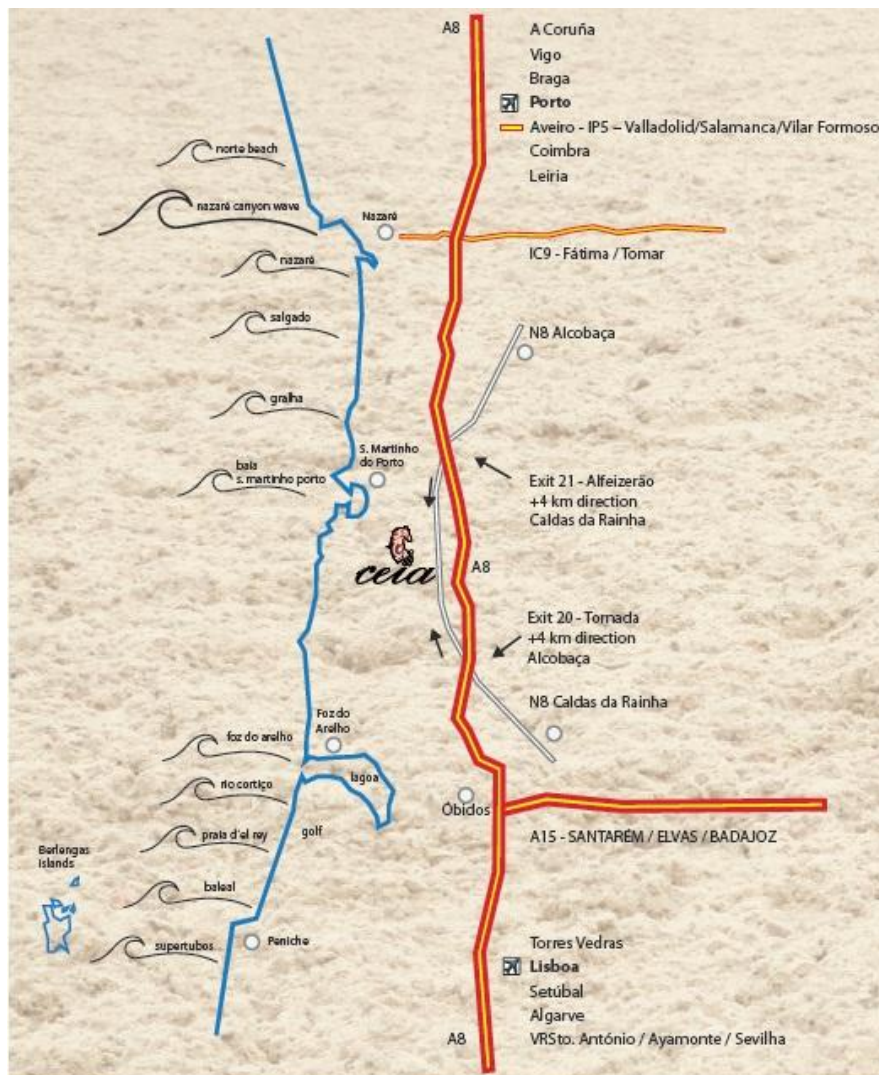 A8
A Coruña
Vigo
Braga
Porto
Aveiro - IP5 – Valladolid/Salamanca/Vilar Formoso
Coimbra
Leiria
norte beach
nazaré canyon wave
Nazaré
IC9 - Fátima / Tomar
nazaré
salgado
N8 Alcobaça
gralha
S. Martinho
do Porto
baia
s. martinho porto
Exit 21 - Alfeizerão
+4 km direction
Caldas da Rainha
ceia
A8
Exit 20 - Tornada
+4 km direction
Alcobaça
N8 Caldas da Rainha
Foz do
Arelho
foz do arelho
lagoa
rio cortiço
Óbidos
golf
praia d'el rey
A15 - SANTARÉM / ELVAS / BADAJOZ
Berlengas
islands
baleal
Peniche
supertubos
Torres Vedras
Lisboa
Setúbal
Algarve
A8
VRSto. António / Ayamonte / Sevilha